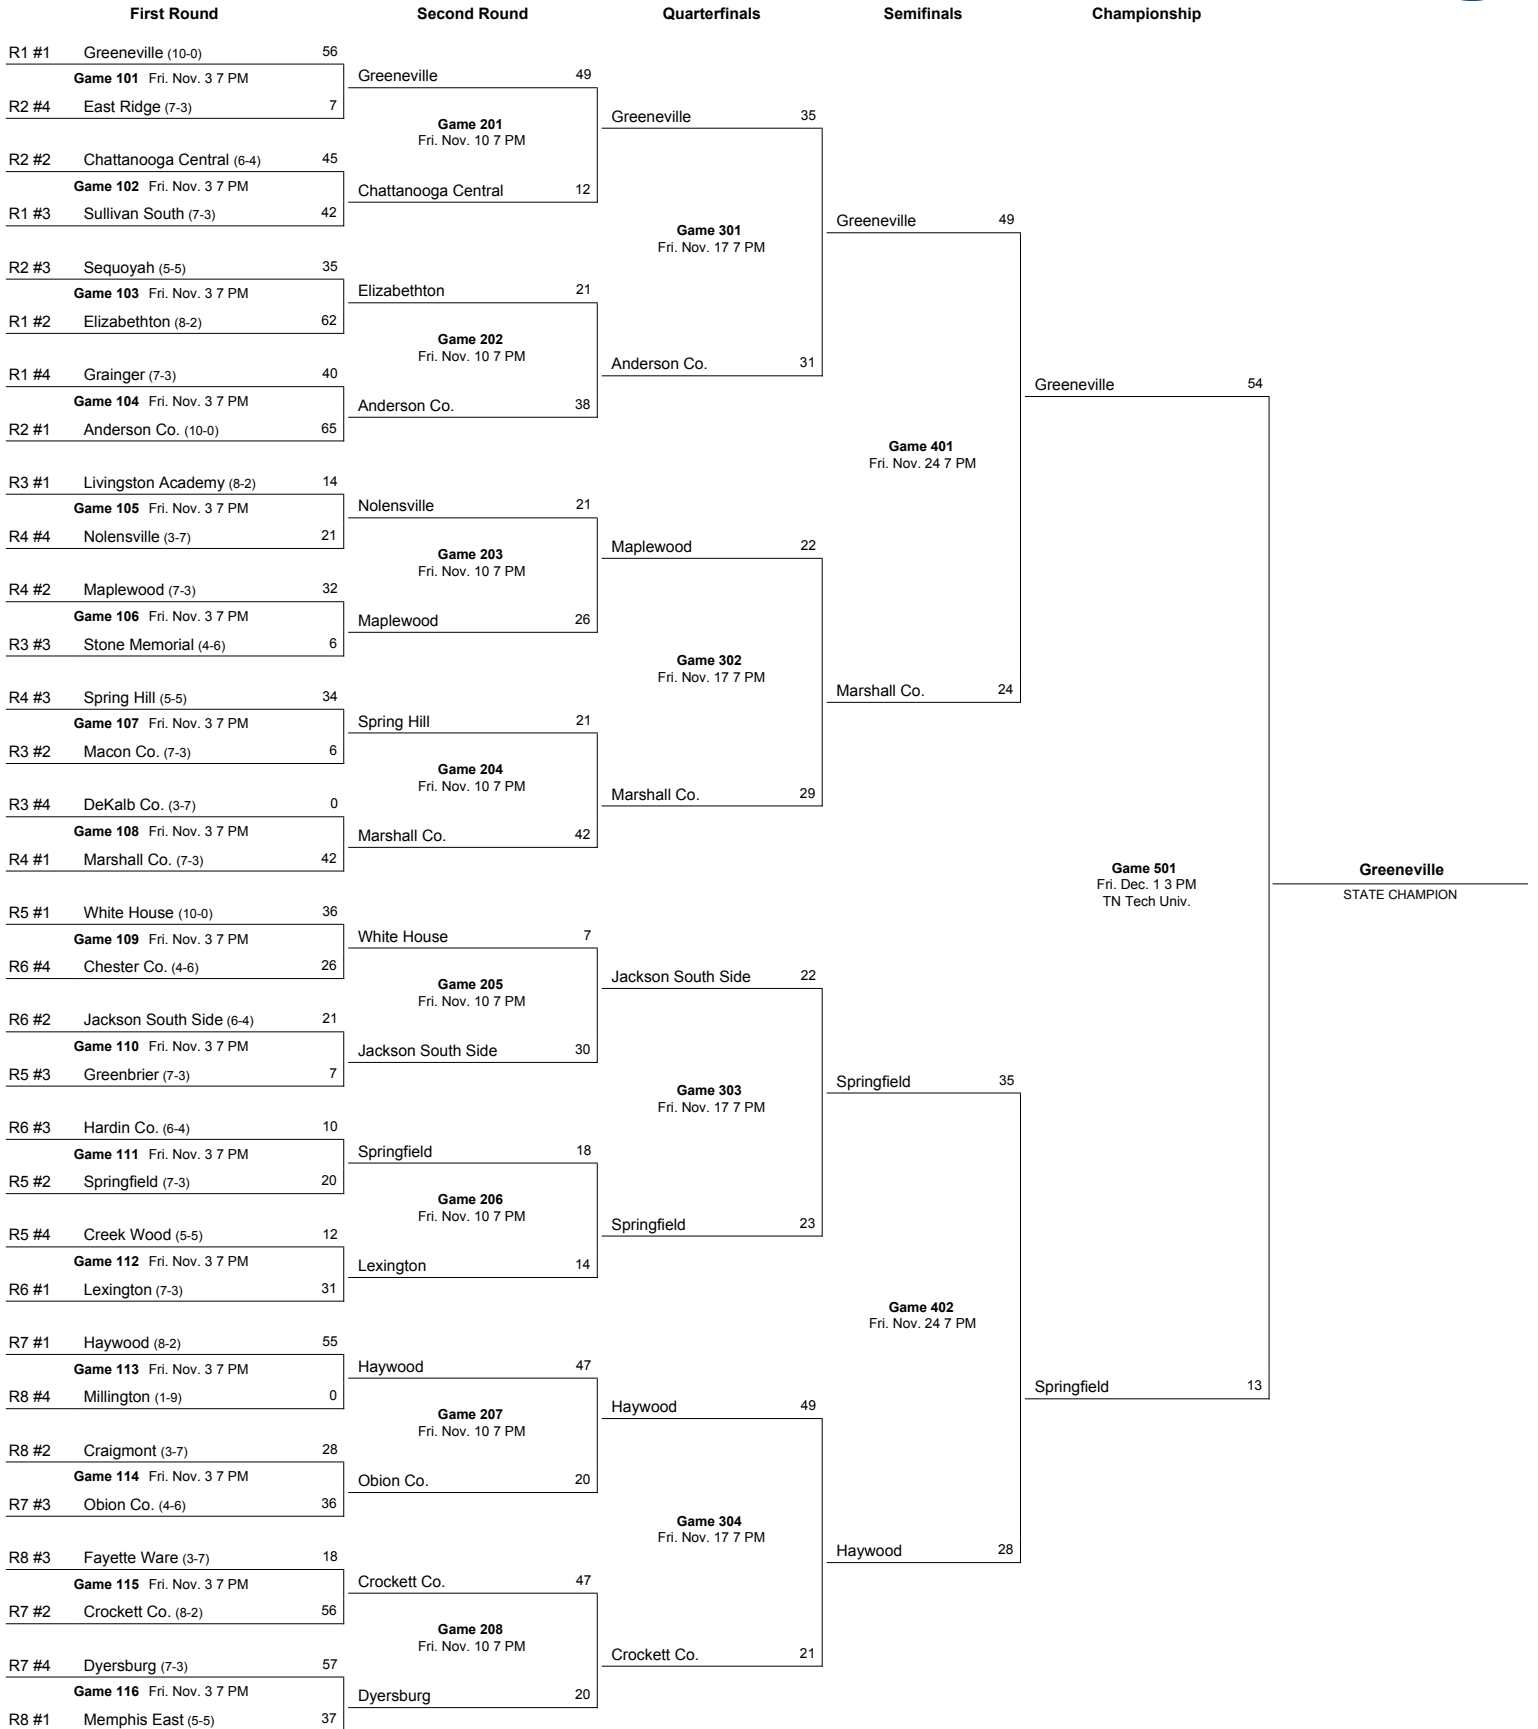 First Round Second Round Quarterfinals Semifinals Championship
R1 #1 Greeneville (10-0) 56
Game 101 Fri. Nov. 3 7 PM
R2 #4 East Ridge (7-3) 7
R2 #2 Chattanooga Central (6-4) 45
Game 102 Fri. Nov. 3 7 PM
R1 #3 Sullivan South (7-3) 42
R2 #3 Sequoyah (5-5) 35
Game 103 Fri. Nov. 3 7 PM
R1 #2 Elizabethton (8-2) 62
R1 #4 Grainger (7-3) 40
Game 104 Fri. Nov. 3 7 PM
R2 #1 Anderson Co. (10-0) 65
R3 #1 Livingston Academy (8-2) 14
Game 105 Fri. Nov. 3 7 PM
R4 #4 Nolensville (3-7) 21
R4 #2 Maplewood (7-3) 32
Game 106 Fri. Nov. 3 7 PM
R3 #3 Stone Memorial (4-6) 6
R4 #3 Spring Hill (5-5) 34
Game 107 Fri. Nov. 3 7 PM
R3 #2 Macon Co. (7-3) 6
R3 #4 DeKalb Co. (3-7) 0
Game 108 Fri. Nov. 3 7 PM
R4 #1 Marshall Co. (7-3) 42
R5 #1 White House (10-0) 36
Game 109 Fri. Nov. 3 7 PM
R6 #4 Chester Co. (4-6) 26
R6 #2 Jackson South Side (6-4) 21
Game 110 Fri. Nov. 3 7 PM
R5 #3 Greenbrier (7-3) 7
R6 #3 Hardin Co. (6-4) 10
Game 111 Fri. Nov. 3 7 PM
R5 #2 Springfield (7-3) 20
R5 #4 Creek Wood (5-5) 12
Game 112 Fri. Nov. 3 7 PM
R6 #1 Lexington (7-3) 31
R7 #1 Haywood (8-2) 55
Game 113 Fri. Nov. 3 7 PM
R8 #4 Millington (1-9) 0
R8 #2 Craigmont (3-7) 28
Game 114 Fri. Nov. 3 7 PM
R7 #3 Obion Co. (4-6) 36
R8 #3 Fayette Ware (3-7) 18
Game 115 Fri. Nov. 3 7 PM
R7 #2 Crockett Co. (8-2) 56
R7 #4 Dyersburg (7-3) 57
Game 116 Fri. Nov. 3 7 PM
R8 #1 Memphis East (5-5) 37
Greeneville 49
Game 201
Fri. Nov. 10 7 PM
Chattanooga Central 12
Elizabethton 21
Game 202
Fri. Nov. 10 7 PM
Anderson Co. 38
Nolensville 21
Game 203
Fri. Nov. 10 7 PM
Maplewood 26
Spring Hill 21
Game 204
Fri. Nov. 10 7 PM
Marshall Co. 42
White House 7
Game 205
Fri. Nov. 10 7 PM
Jackson South Side 30
Springfield 18
Game 206
Fri. Nov. 10 7 PM
Lexington 14
Haywood 47
Game 207
Fri. Nov. 10 7 PM
Obion Co. 20
Crockett Co. 47
Game 208
Fri. Nov. 10 7 PM
Dyersburg 20
Greeneville 35
Game 301
Fri. Nov. 17 7 PM
Anderson Co. 31
Maplewood 22
Game 302
Fri. Nov. 17 7 PM
Marshall Co. 29
Jackson South Side 22
Game 303
Fri. Nov. 17 7 PM
Springfield 23
Haywood 49
Game 304
Fri. Nov. 17 7 PM
Crockett Co. 21
Greeneville 49
Game 401
Fri. Nov. 24 7 PM
Marshall Co. 24
Springfield 35
Game 402
Fri. Nov. 24 7 PM
Haywood 28
Greeneville 54
Game 501
Fri. Dec. 1 3 PM
TN Tech Univ.
Springfield 13
Greeneville
STATE CHAMPION